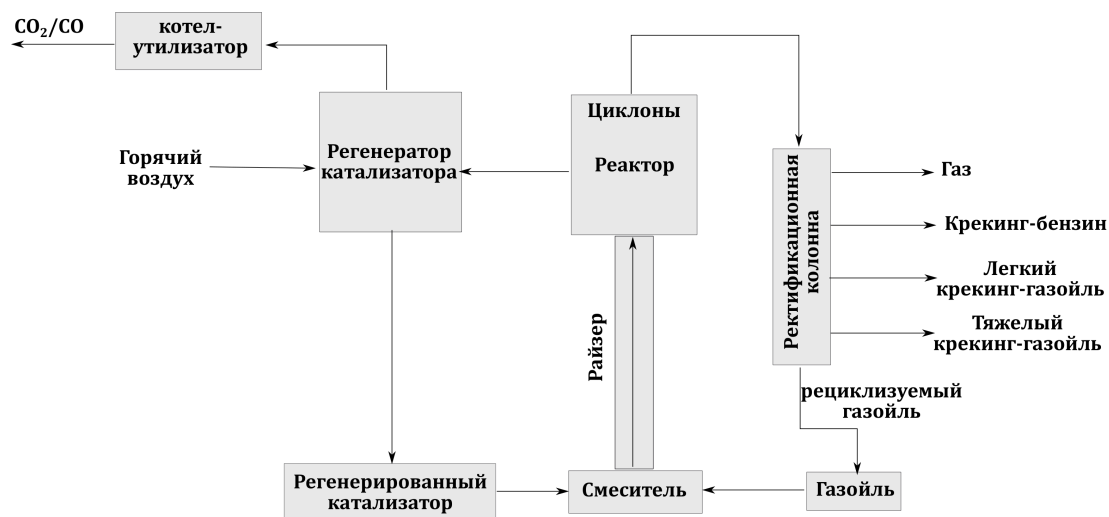 CO₂/CO
котел-
утилизатор
Циклоны
Реактор
Регенератор
катализатора
Горячий
воздух
Ректификационная
колонна
Газ
Крекинг-бензин
Легкий
крекинг-газойль
Тяжелый
крекинг-газойль
Райзер
рециклизуемый
газойль
Регенерированный
катализатор
Смеситель
Газойль